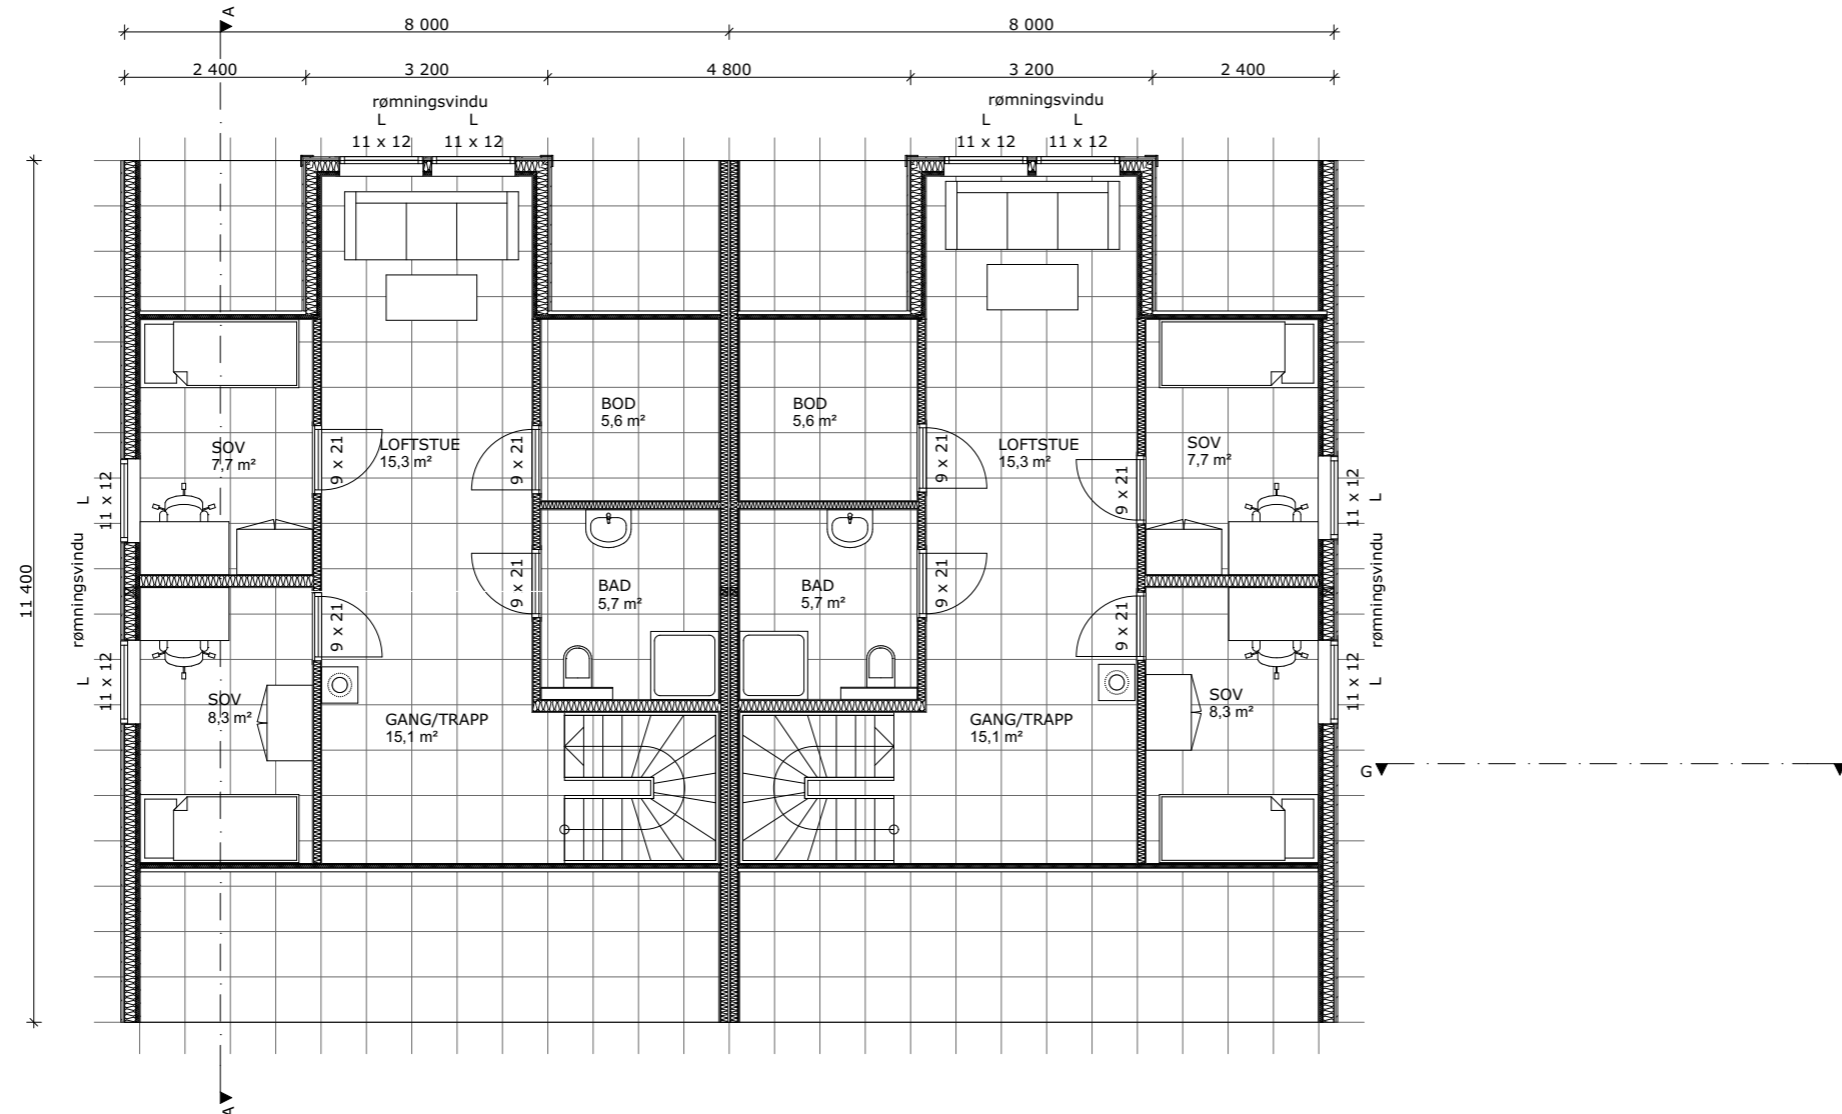 A
8 000
8 000
2 400
3 200
4 800
3 200
2 400
rømningsvindu
rømningsvindu
L
L
L
L
11 x 12
11 x 12
11 x 12
11 x 12
11 400
BOD
5,6 m²
BOD
5,6 m²
SOV
7,7 m²
LOFTSTUE
15,3 m²
LOFTSTUE
15,3 m²
SOV
7,7 m²
9 x 21
9 x 21
9 x 21
9 x 21
L
11 x 12
11 x 12
L
rømningsvindu
rømningsvindu
BAD
5,7 m²
BAD
5,7 m²
9 x 21
9 x 21
9 x 21
9 x 21
L
11 x 12
11 x 12
L
SOV
8,3 m²
GANG/TRAPP
15,1 m²
GANG/TRAPP
15,1 m²
SOV
8,3 m²
G
A